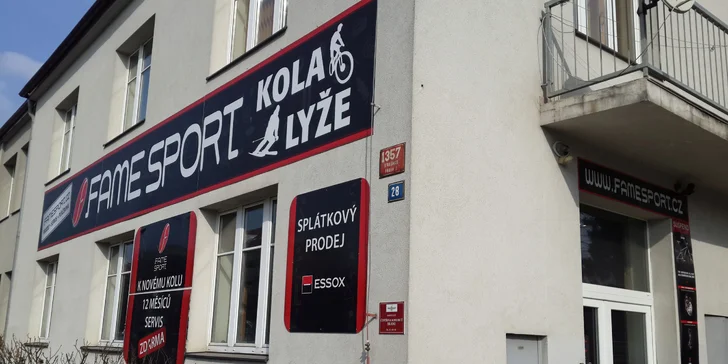 FAME SPORT
KOLA
LYŽE
1357
28
WWW.FAMESPORT.CZ
SPLÁTKOVÝ
PRODEJ
ESSOX
FAME
SPORT
K NOVÉMU KOLU
12 MĚSÍCŮ
SERVIS
ZDARMA